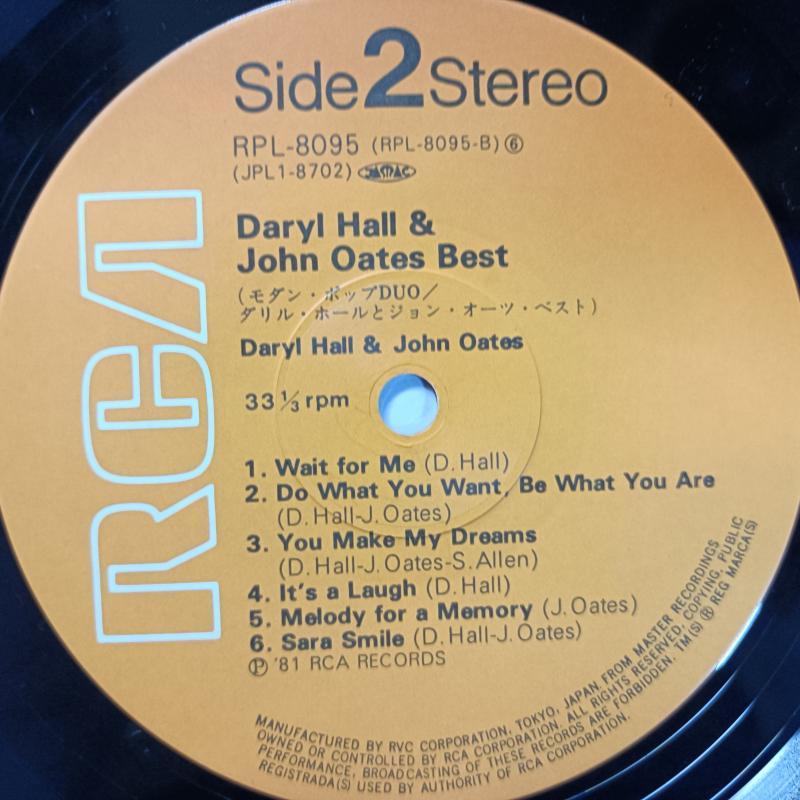 Side 2 Stereo
RPL-8095 (RPL-8095-B) ⑥
(JPL1-8702) JASRAC
RCA
Daryl Hall &
John Oates Best
(モダン・ポップDUO/
ダリル・ホールとジョン・オーツ・ベスト)
Daryl Hall & John Oates
33 1/3 rpm
1. Wait for Me (D. Hall)
2. Do What You Want, Be What You Are
(D. Hall-J. Oates)
3. You Make My Dreams
(D. Hall-J. Oates-S. Allen)
4. It's a Laugh (D. Hall)
5. Melody for a Memory (J. Oates)
6. Sara Smile (D. Hall-J. Oates)
Ⓟ '81 RCA RECORDS
MANUFACTURED BY RVC CORPORATION, TOKYO, JAPAN, FROM MASTER RECORDINGS
OWNED OR CONTROLLED BY RCA CORPORATION. ALL RIGHTS RESERVED, COPYING, PUBLIC
PERFORMANCE, BROADCASTING OF THESE RECORDS ARE FORBIDDEN. TM(S) ® REG MARCA(S)
REGISTRADA(S) USED BY AUTHORITY OF RCA CORPORATION.